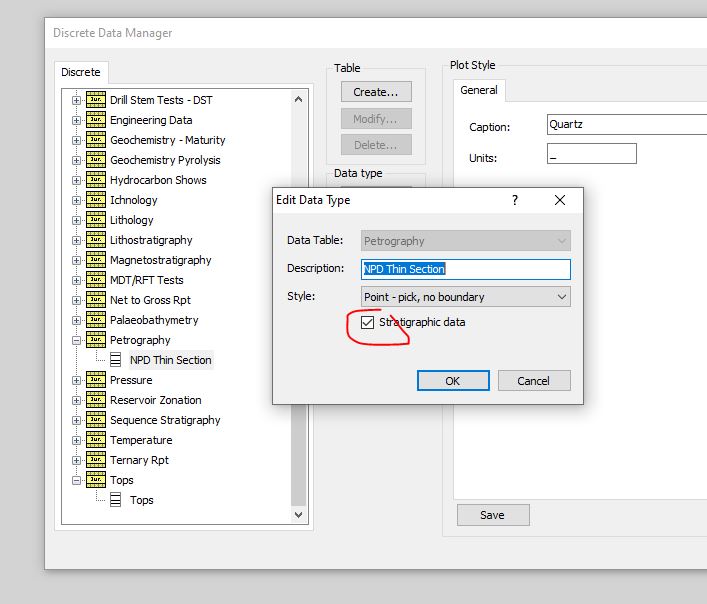 Discrete Data Manager
Discrete
Drill Stem Tests - DST
Engineering Data
Geochemistry - Maturity
Geochemistry Pyrolysis
Hydrocarbon Shows
Ichnology
Lithology
Lithostratigraphy
Magnetostratigraphy
MDT/RFT Tests
Net to Gross Rpt
Palaeobathymetry
Petrography
NPD Thin Section
Pressure
Reservoir Zonation
Sequence Stratigraphy
Temperature
Ternary Rpt
Tops
Tops
Table
Create...
Modify...
Delete...
Data type
Plot Style
General
Caption: Quartz
Units: _
Save
Edit Data Type ?
Data Table: Petrography
Description: NPD Thin Section
Style: Point - pick, no boundary
Stratigraphic data
OK Cancel